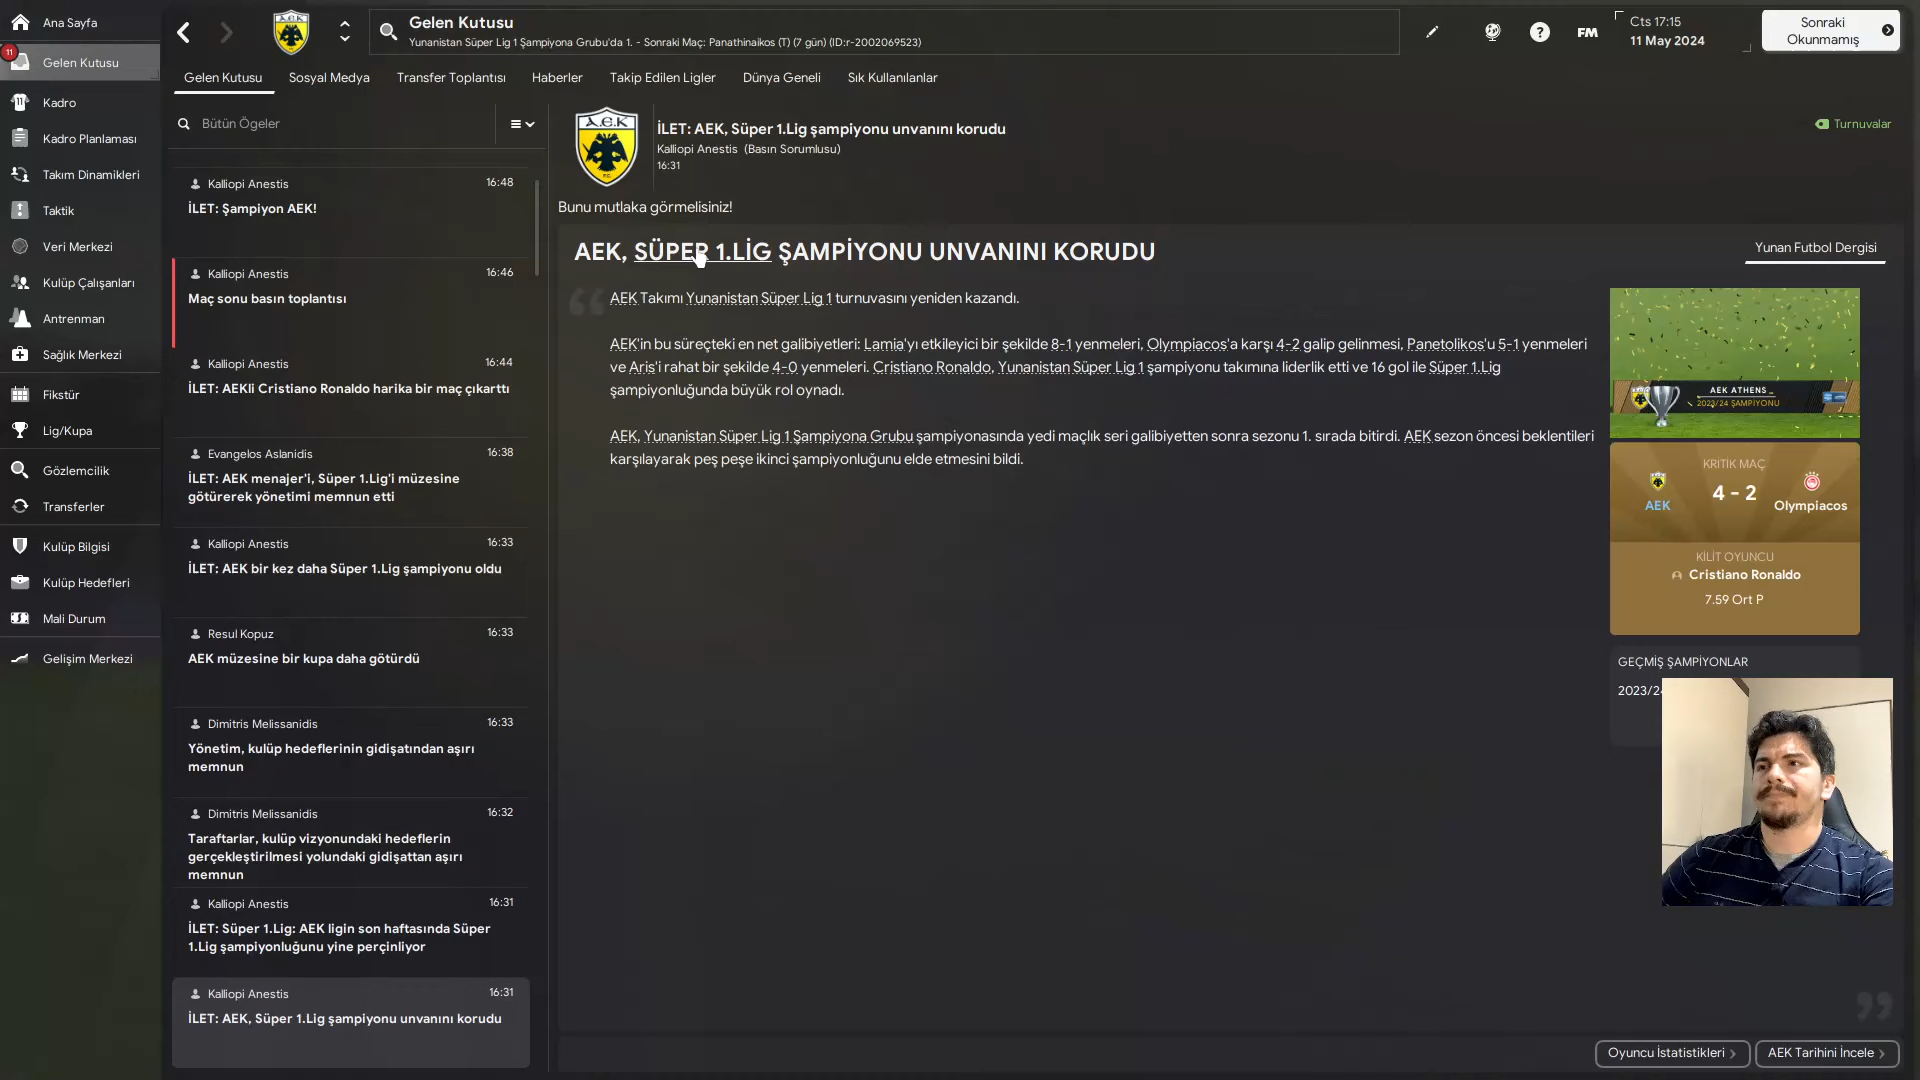 Ana Sayfa
11
Gelen Kutusu
Kadro
Kadro Planlaması
Takım Dinamikleri
Taktik
Veri Merkezi
Kulüp Çalışanları
Antrenman
Sağlık Merkezi
Fikstür
Lig/Kupa
Gözlemcilik
Transferler
Kulüp Bilgisi
Kulüp Hedefleri
Mali Durum
Gelişim Merkezi
Gelen Kutusu
Yunanistan Süper Lig 1 Şampiyona Grubu'da 1. - Sonraki Maç: Panathinaikos (T) (7 gün) (ID:r-2002069523)
FM
Cts 17:15
11 May 2024
Sonraki
Okunmamış
Gelen Kutusu
Sosyal Medya
Transfer Toplantısı
Haberler
Takip Edilen Ligler
Dünya Geneli
Sık Kullanılanlar
Bütün Ögeler
Kalliopi Anestis 16:48
İLET: Şampiyon AEK!
Kalliopi Anestis 16:46
Maç sonu basın toplantısı
Kalliopi Anestis 16:44
İLET: AEKli Cristiano Ronaldo harika bir maç çıkarttı
Evangelos Aslanidis 16:38
İLET: AEK menajer'i, Süper 1.Lig'i müzesine
götürerek yönetimi memnun etti
Kalliopi Anestis 16:33
İLET: AEK bir kez daha Süper 1.Lig şampiyonu oldu
Resul Kopuz 16:33
AEK müzesine bir kupa daha götürdü
Dimitris Melissanidis 16:33
Yönetim, kulüp hedeflerinin gidişatından aşırı
memnun
Dimitris Melissanidis 16:32
Taraftarlar, kulüp vizyonundaki hedeflerin
gerçekleştirilmesi yolundaki gidişattan aşırı
memnun
Kalliopi Anestis 16:31
İLET: Süper 1.Lig: AEK ligin son haftasında Süper
1.Lig şampiyonluğunu yine perçinliyor
Kalliopi Anestis 16:31
İLET: AEK, Süper 1.Lig şampiyonu unvanını korudu
İLET: AEK, Süper 1.Lig şampiyonu unvanını korudu
Kalliopi Anestis (Basın Sorumlusu)
16:31
Turnuvalar
Bunu mutlaka görmelisiniz!
AEK, SÜPER 1.LİG ŞAMPİYONU UNVANINI KORUDU
Yunan Futbol Dergisi
AEK Takımı Yunanistan Süper Lig 1 turnuvasını yeniden kazandı.
AEK'in bu süreçteki en net galibiyetleri: Lamia'yı etkileyici bir şekilde 8-1 yenmeleri, Olympiacos'a karşı 4-2 galip gelinmesi, Panetolikos'u 5-1 yenmeleri
ve Aris'i rahat bir şekilde 4-0 yenmeleri. Cristiano Ronaldo, Yunanistan Süper Lig 1 şampiyonu takımına liderlik etti ve 16 gol ile Süper 1.Lig
şampiyonluğunda büyük rol oynadı.
AEK, Yunanistan Süper Lig 1 Şampiyona Grubu şampiyonasında yedi maçlık seri galibiyetten sonra sezonu 1. sırada bitirdi. AEK sezon öncesi beklentileri
karşılayarak peş peşe ikinci şampiyonluğunu elde etmesini bildi.
AEK ATHENS
2023/24 ŞAMPİYONU
KRİTİK MAÇ
4 - 2
AEK
Olympiacos
KİLİT OYUNCU
Cristiano Ronaldo
7.59 Ort P
GEÇMİŞ ŞAMPİYONLAR
2023/2
Oyuncu İstatistikleri
AEK Tarihini İncele